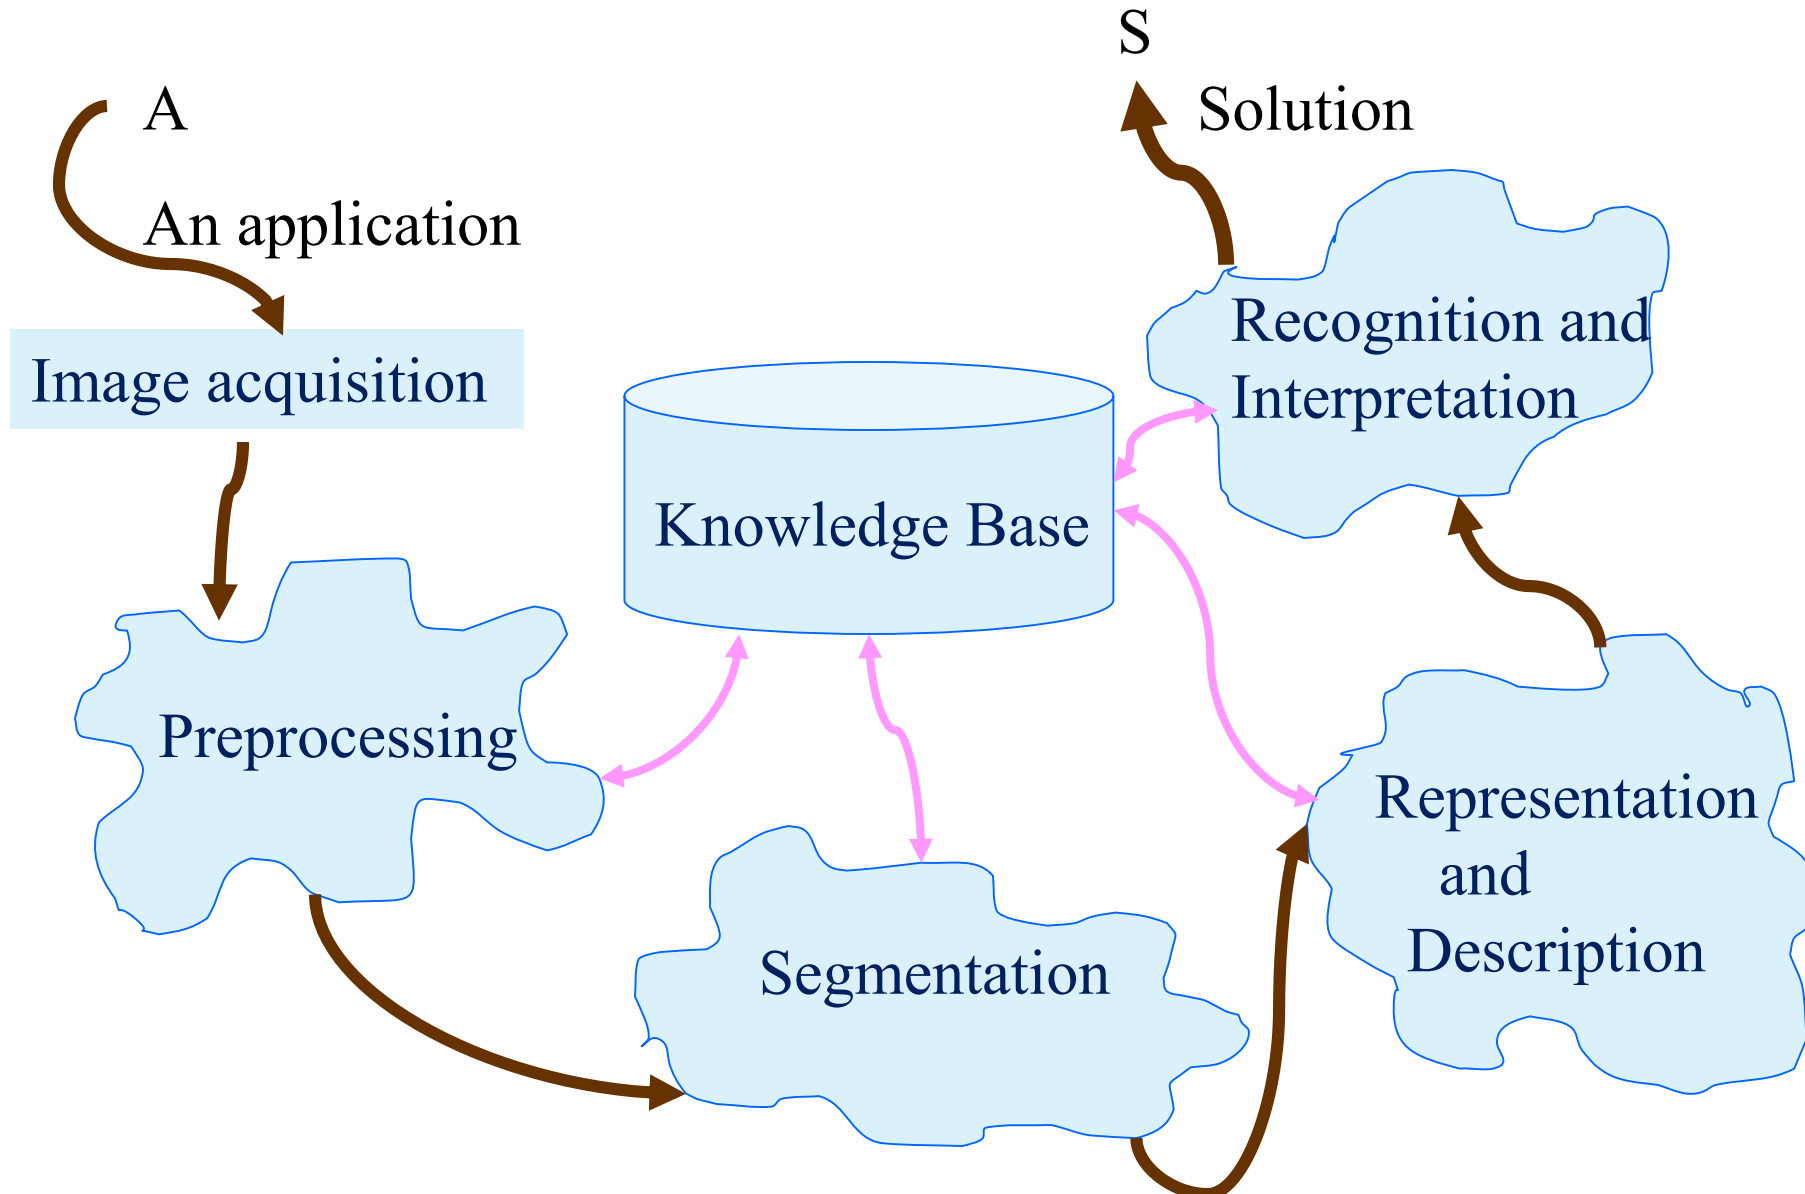 A
An application
Image acquisition
Preprocessing
Knowledge Base
Segmentation
Representation
and
Description
Recognition and
Interpretation
S
Solution